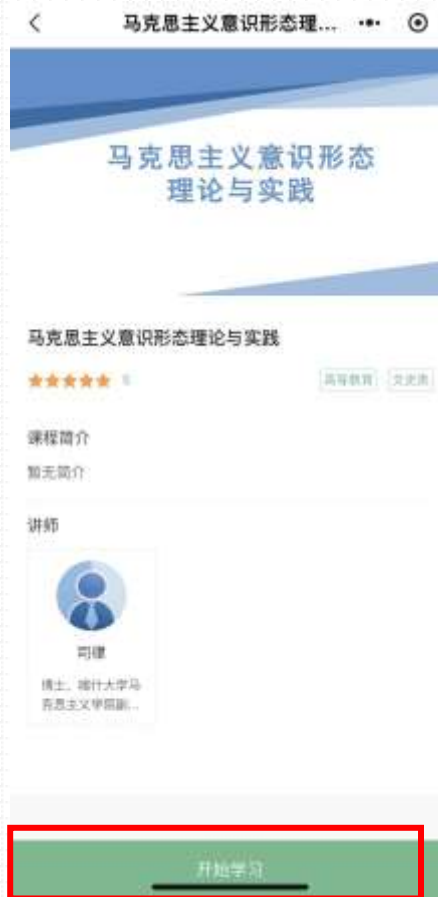 马克思主义意识形态理...
马克思主义意识形态
理论与实践
马克思主义意识形态理论与实践
5
高等教育 文史类
课程简介
暂无简介
讲师
司律
博士，喀什大学马
克思主义学院副...
开始学习